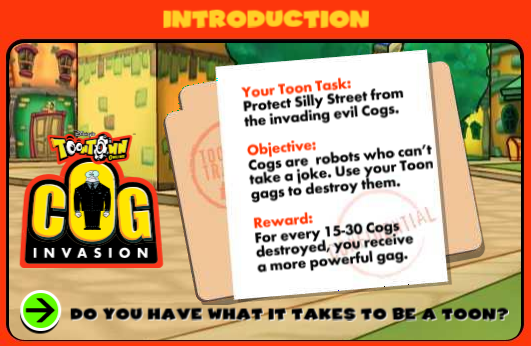 INTRODUCTION
Your Toon Task:
Protect Silly Street from
the invading evil Cogs.
Objective:
Cogs are robots who can't
take a joke. Use your Toon
gags to destroy them.
Reward:
For every 15-30 Cogs
destroyed, you receive
a more powerful gag.
TOONTOWN
ONLINE
COG
INVASION
DO YOU HAVE WHAT IT TAKES TO BE A TOON?